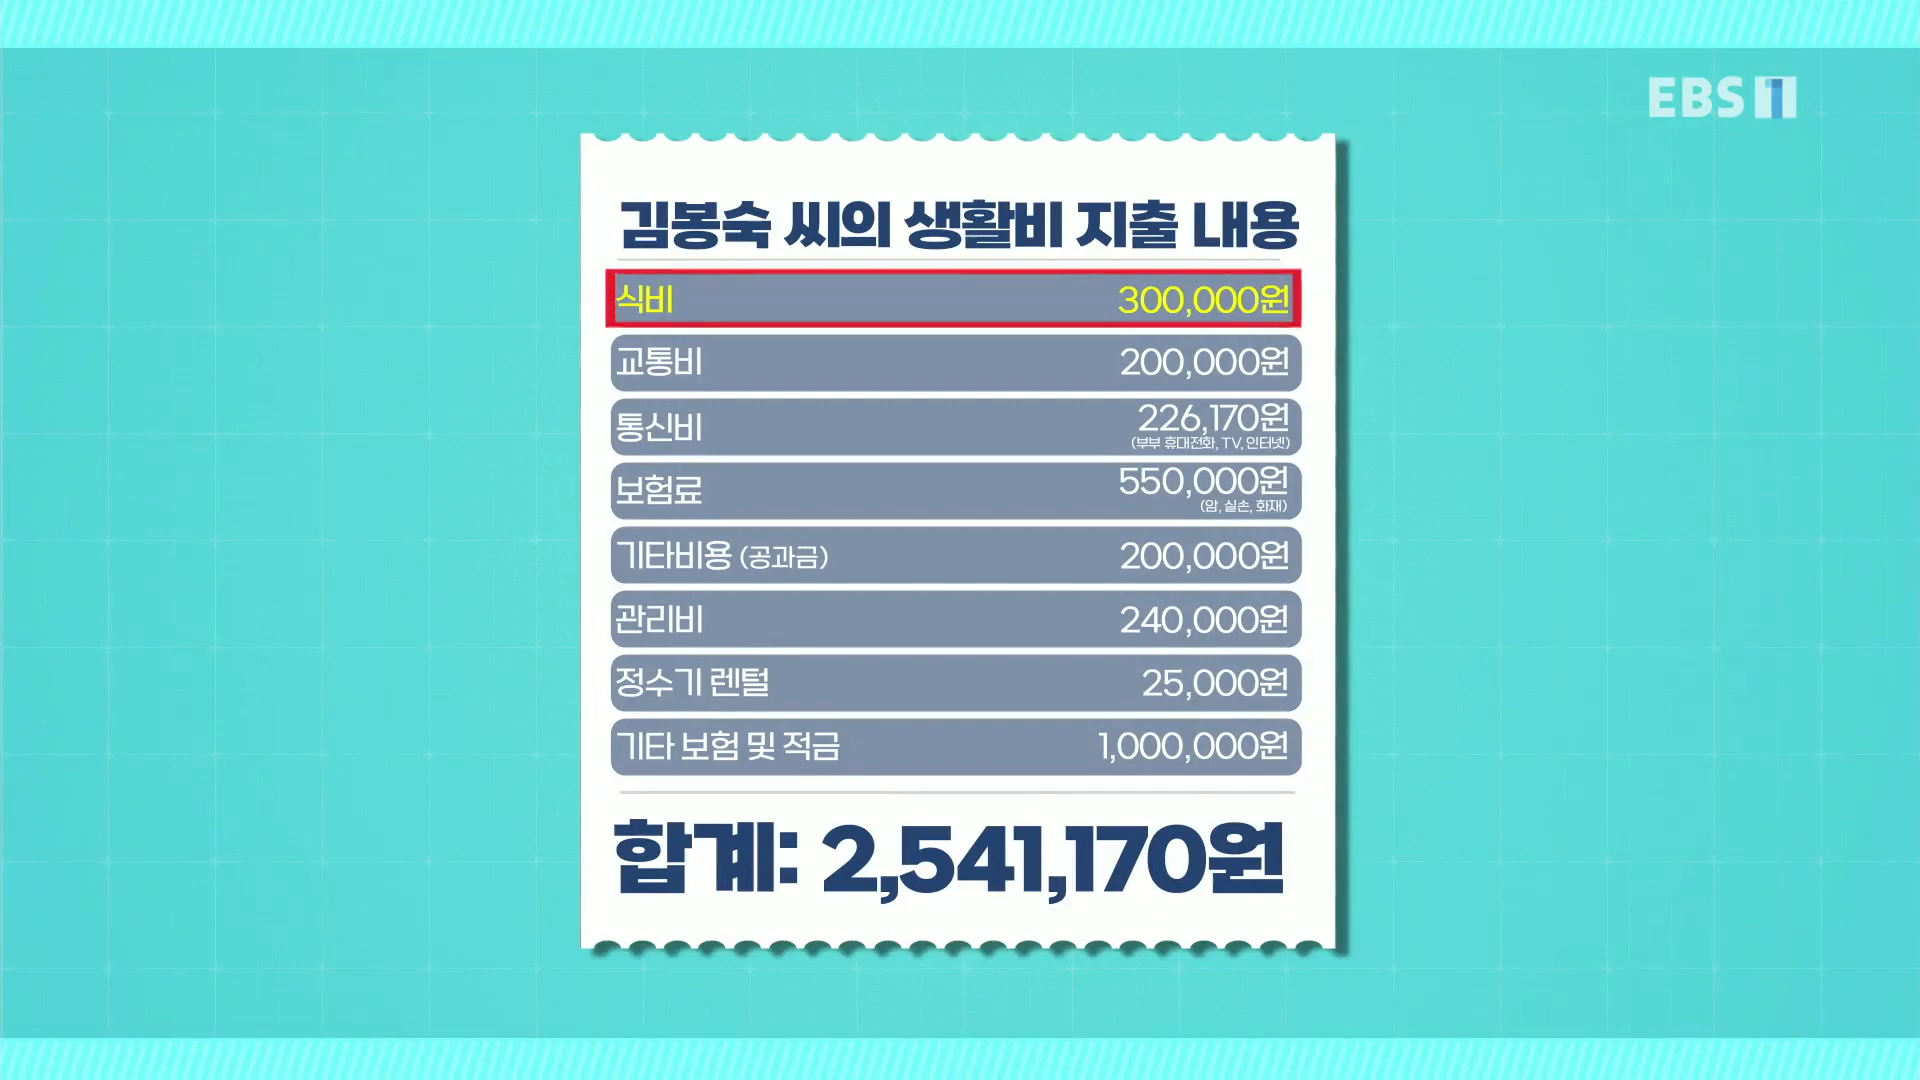 EBS 1
김봉숙 씨의 생활비 지출 내용
식비 300,000원
교통비 200,000원
통신비 226,170원
(부부 휴대전화, TV, 인터넷)
보험료 550,000원
(암, 실손, 화재)
기타비용 (공과금) 200,000원
관리비 240,000원
정수기 렌털 25,000원
기타 보험 및 적금 1,000,000원
합계: 2,541,170원